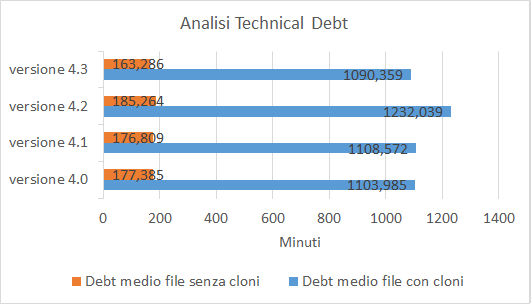 Analisi Technical Debt
versione 4.3
163,286
1090,359
versione 4.2
185,264
1232,039
versione 4.1
176,809
1108,572
versione 4.0
177,385
1103,985
0 200 400 600 800 1000 1200 1400
Minuti
Debt medio file senza cloni Debt medio file con cloni